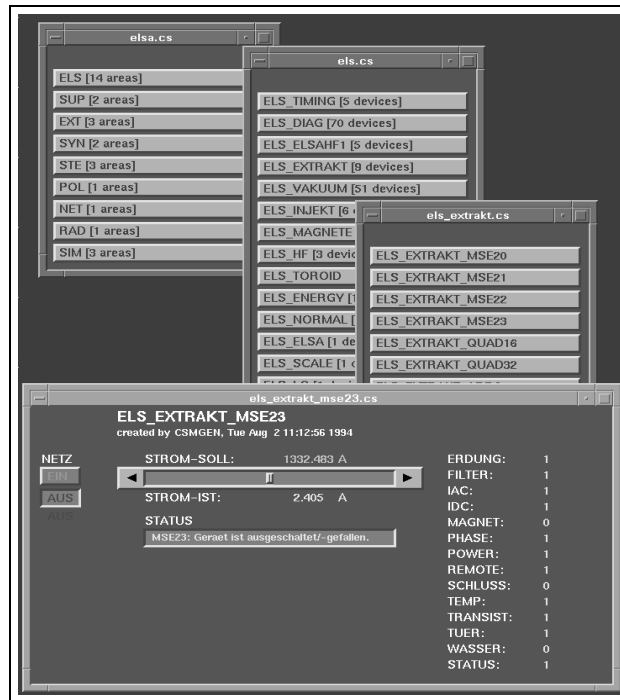 elsa.cs
ELS [14 areas]
SUP [2 areas]
EXT [3 areas]
SYN [2 areas]
STE [3 areas]
POL [1 areas]
NET [1 areas]
RAD [1 areas]
SIM [3 areas]
els.cs
ELS_TIMING [5 devices]
ELS_DIAG [70 devices]
ELS_ELSAHF1 [5 devices]
ELS_EXTRAKT [9 devices]
ELS_VAKUUM [51 devices]
ELS_INJEKT [6
ELS_MAGNETE
ELS_HF [3 devic
ELS_TOROID
ELS_ENERGY [1
ELS_NORMAL [
ELS_ELSA [1 de
ELS_SCALE [1
els_extrakt.cs
ELS_EXTRAKT_MSE20
ELS_EXTRAKT_MSE21
ELS_EXTRAKT_MSE22
ELS_EXTRAKT_MSE23
ELS_EXTRAKT_QUAD16
ELS_EXTRAKT_QUAD32
els_extrakt_mse23.cs
ELS_EXTRAKT_MSE23
created by CSMGEN, Tue Aug 2 11:12:56 1994
NETZ
EIN
AUS
AUS
STROM-SOLL: 1332.483 A
STROM-IST: 2.405 A
STATUS
MSE23: Geraet ist ausgeschaltet/-gefallen.
ERDUNG: 1
FILTER: 1
IAC: 1
IDC: 1
MAGNET: 0
PHASE: 1
POWER: 1
REMOTE: 1
SCHLUSS: 0
TEMP: 1
TRANSIST: 1
TUER: 1
WASSER: 0
STATUS: 1